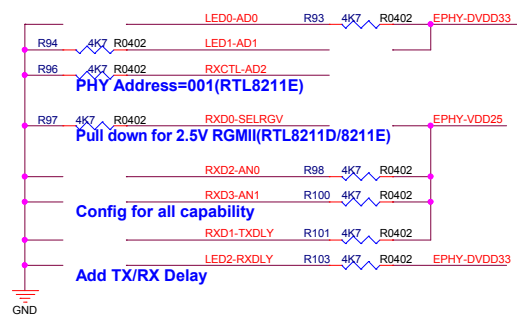 LED0-AD0 R93 4K7 R0402 EPHY-DVDD33
R94 4K7 R0402 LED1-AD1
R96 4K7 R0402 RXCTL-AD2
PHY Address=001(RTL8211E)
R97 4K7 R0402 RXD0-SELRGV EPHY-VDD25
Pull down for 2.5V RGMII(RTL8211D/8211E)
RXD2-AN0 R98 4K7 R0402
RXD3-AN1 R100 4K7 R0402
Config for all capability
RXD1-TXDLY R101 4K7 R0402
LED2-RXDLY R103 4K7 R0402 EPHY-DVDD33
Add TX/RX Delay
GND